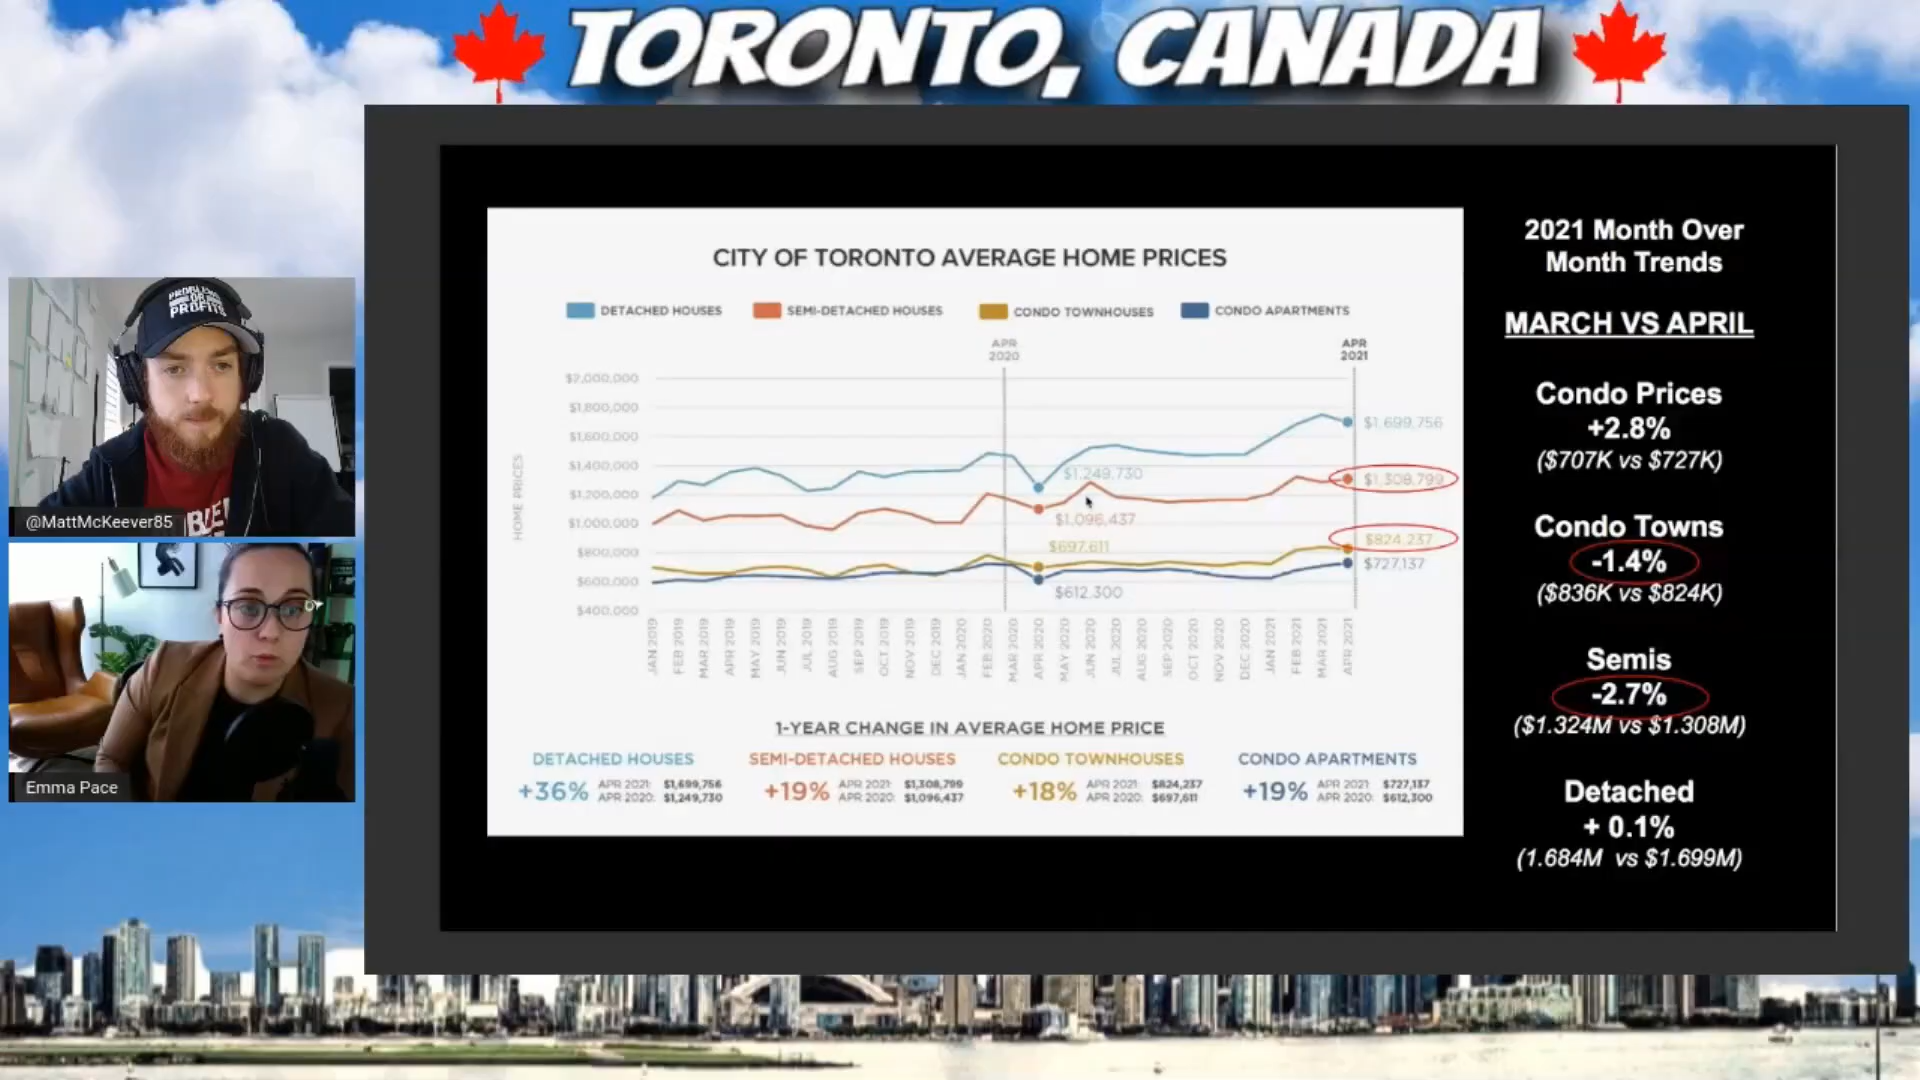 TORONTO, CANADA
PROBLEMS
OR
PROFITS
@MattMcKeever85
Emma Pace
CITY OF TORONTO AVERAGE HOME PRICES
DETACHED HOUSES
SEMI-DETACHED HOUSES
CONDO TOWNHOUSES
CONDO APARTMENTS
APR
2020
APR
2021
HOME PRICES
$2,000,000
$1,800,000
$1,600,000
$1,400,000
$1,200,000
$1,000,000
$800,000
$600,000
$400,000
$1,699,756
$1,249,730
$1,308,799
$1,096,437
$824,237
$697,611
$727,137
$612,300
JAN 2019
FEB 2019
MAR 2019
APR 2019
MAY 2019
JUN 2019
JUL 2019
AUG 2019
SEP 2019
OCT 2019
NOV 2019
DEC 2019
JAN 2020
FEB 2020
MAR 2020
APR 2020
MAY 2020
JUN 2020
JUL 2020
AUG 2020
SEP 2020
OCT 2020
NOV 2020
DEC 2020
JAN 2021
FEB 2021
MAR 2021
APR 2021
1-YEAR CHANGE IN AVERAGE HOME PRICE
DETACHED HOUSES
+36% APR 2021: $1,699,756
APR 2020: $1,249,730
SEMI-DETACHED HOUSES
+19% APR 2021: $1,308,799
APR 2020: $1,096,437
CONDO TOWNHOUSES
+18% APR 2021: $824,237
APR 2020: $697,611
CONDO APARTMENTS
+19% APR 2021: $727,137
APR 2020: $612,300
2021 Month Over
Month Trends
MARCH VS APRIL
Condo Prices
+2.8%
($707K vs $727K)
Condo Towns
-1.4%
($836K vs $824K)
Semis
-2.7%
($1.324M vs $1.308M)
Detached
+ 0.1%
(1.684M vs $1.699M)